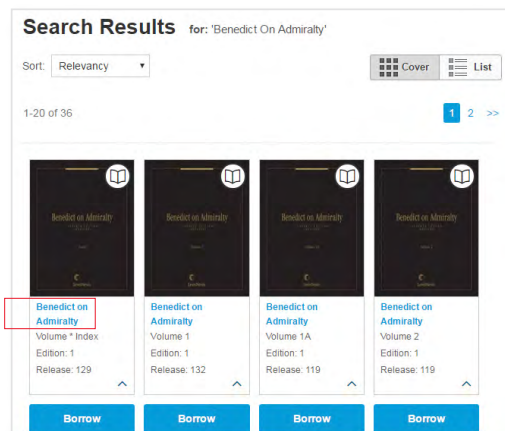 Search Results for: 'Benedict On Admiralty'
Sort: Relevancy
Cover List
1-20 of 36
1 2 >>
Benedict on Admiralty Benedict on Admiralty Benedict on Admiralty Benedict on Admiralty
Benedict on Benedict on Benedict on Benedict on
Admiralty Admiralty Admiralty Admiralty
Volume * Index Volume 1 Volume 1A Volume 2
Edition: 1 Edition: 1 Edition: 1 Edition: 1
Release: 129 Release: 132 Release: 119 Release: 119
Borrow Borrow Borrow Borrow